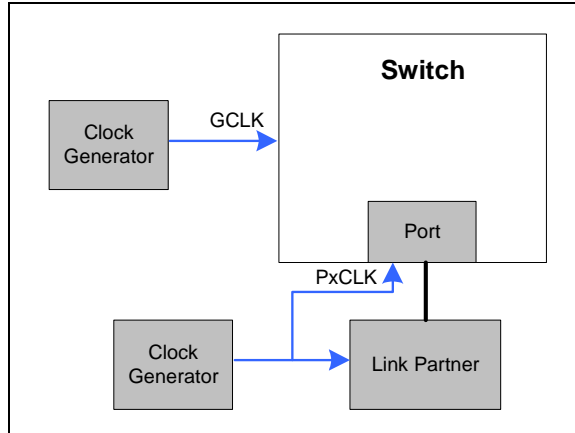 Switch
Clock
Generator
GCLK
Port
PxCLK
Clock
Generator
Link Partner